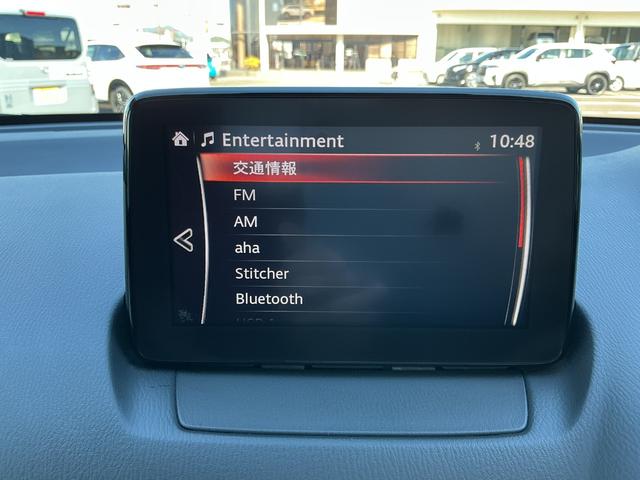 Entertainment 10:48
交通情報
FM
AM
aha
Stitcher
Bluetooth